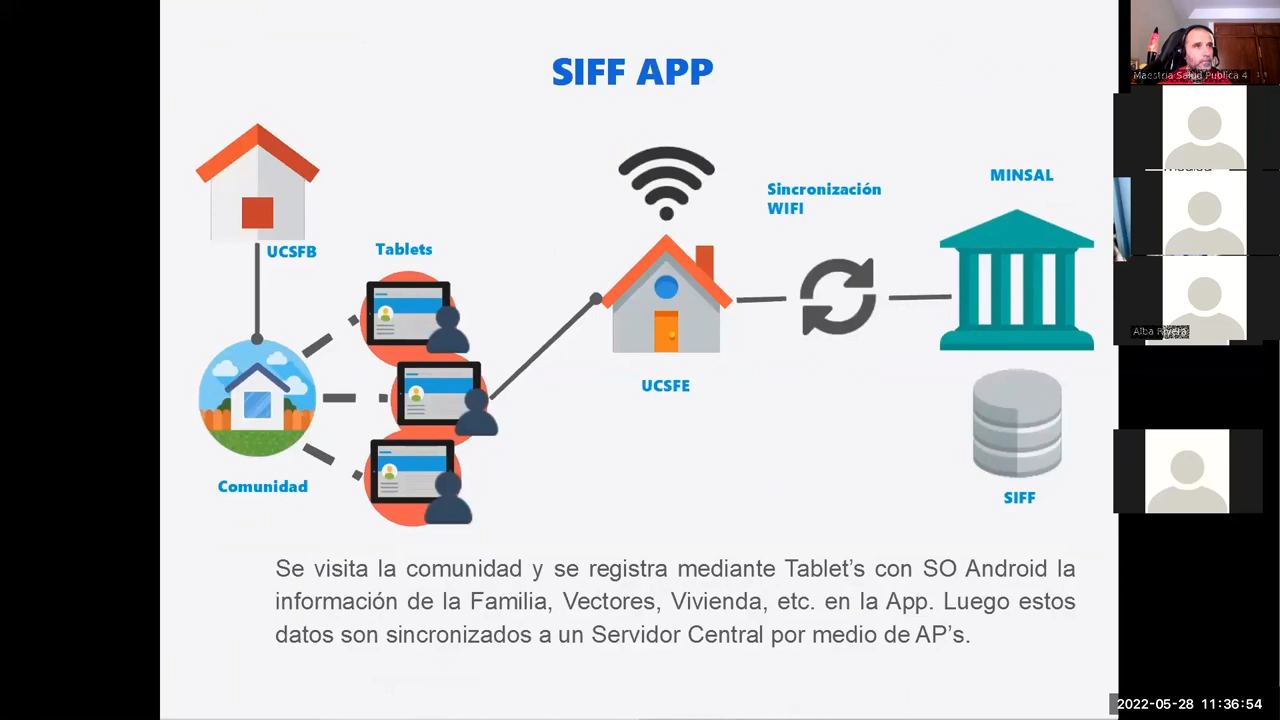 SIFF APP
Maestria Salud Publica 4
MINSAL
Sincronización
WIFI
UCSFB
Tablets
Alba Rivera
UCSFE
Comunidad
SIFF
Se visita la comunidad y se registra mediante Tablet’s con SO Android la
información de la Familia, Vectores, Vivienda, etc. en la App. Luego estos
datos son sincronizados a un Servidor Central por medio de AP’s.
2022-05-28 11:36:54